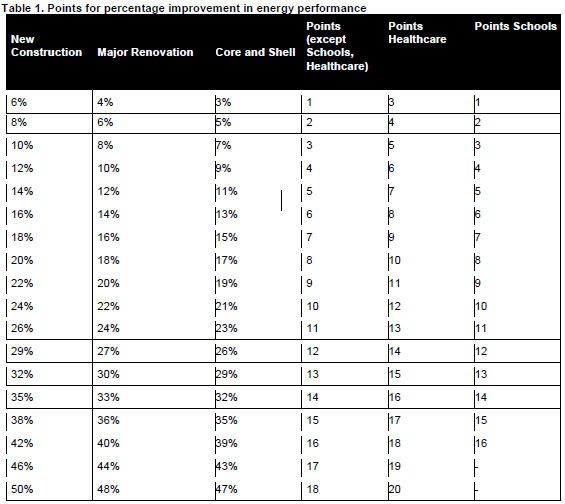 Table 1. Points for percentage improvement in energy performance
New Construction | Major Renovation | Core and Shell | Points (except Schools, Healthcare) | Points Healthcare | Points Schools
6% | 4% | 3% | 1 | 3 | 1
8% | 6% | 5% | 2 | 4 | 2
10% | 8% | 7% | 3 | 5 | 3
12% | 10% | 9% | 4 | 6 | 4
14% | 12% | 11% | 5 | 7 | 5
16% | 14% | 13% | 6 | 8 | 6
18% | 16% | 15% | 7 | 9 | 7
20% | 18% | 17% | 8 | 10 | 8
22% | 20% | 19% | 9 | 11 | 9
24% | 22% | 21% | 10 | 12 | 10
26% | 24% | 23% | 11 | 13 | 11
29% | 27% | 26% | 12 | 14 | 12
32% | 30% | 29% | 13 | 15 | 13
35% | 33% | 32% | 14 | 16 | 14
38% | 36% | 35% | 15 | 17 | 15
42% | 40% | 39% | 16 | 18 | 16
46% | 44% | 43% | 17 | 19 | -
50% | 48% | 47% | 18 | 20 | -